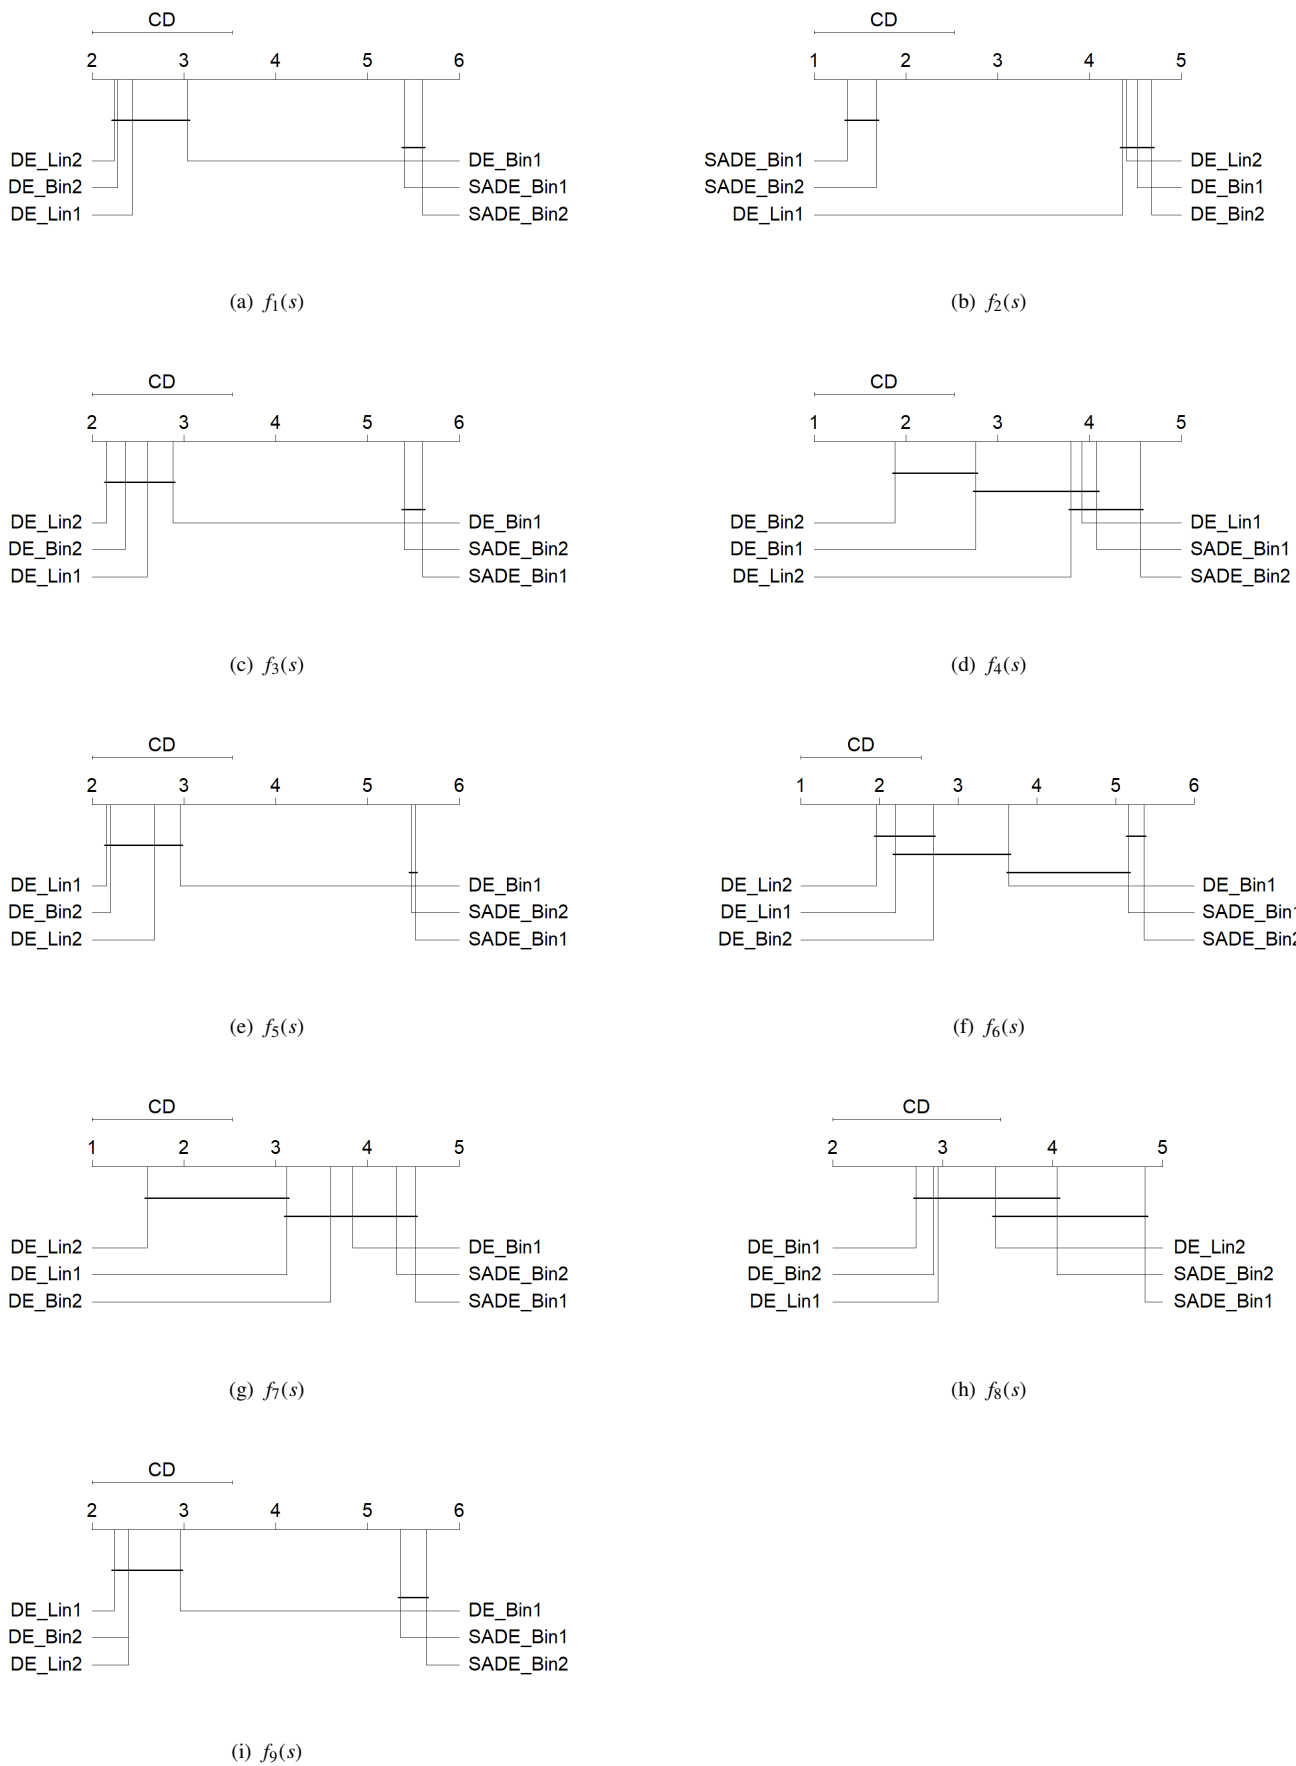 CD
2 3 4 5 6
DE_Lin2 DE_Bin1
DE_Bin2 SADE_Bin1
DE_Lin1 SADE_Bin2
(a) f1(s)
CD
1 2 3 4 5
SADE_Bin1 DE_Lin2
SADE_Bin2 DE_Bin1
DE_Lin1 DE_Bin2
(b) f2(s)
CD
2 3 4 5 6
DE_Lin2 DE_Bin1
DE_Bin2 SADE_Bin2
DE_Lin1 SADE_Bin1
(c) f3(s)
CD
1 2 3 4 5
DE_Bin2 DE_Lin1
DE_Bin1 SADE_Bin1
DE_Lin2 SADE_Bin2
(d) f4(s)
CD
2 3 4 5 6
DE_Lin1 DE_Bin1
DE_Bin2 SADE_Bin2
DE_Lin2 SADE_Bin1
(e) f5(s)
CD
1 2 3 4 5 6
DE_Lin2 DE_Bin1
DE_Lin1 SADE_Bin1
DE_Bin2 SADE_Bin2
(f) f6(s)
CD
1 2 3 4 5
DE_Lin2 DE_Bin1
DE_Lin1 SADE_Bin2
DE_Bin2 SADE_Bin1
(g) f7(s)
CD
2 3 4 5
DE_Bin1 DE_Lin2
DE_Bin2 SADE_Bin2
DE_Lin1 SADE_Bin1
(h) f8(s)
CD
2 3 4 5 6
DE_Lin1 DE_Bin1
DE_Bin2 SADE_Bin1
DE_Lin2 SADE_Bin2
(i) f9(s)